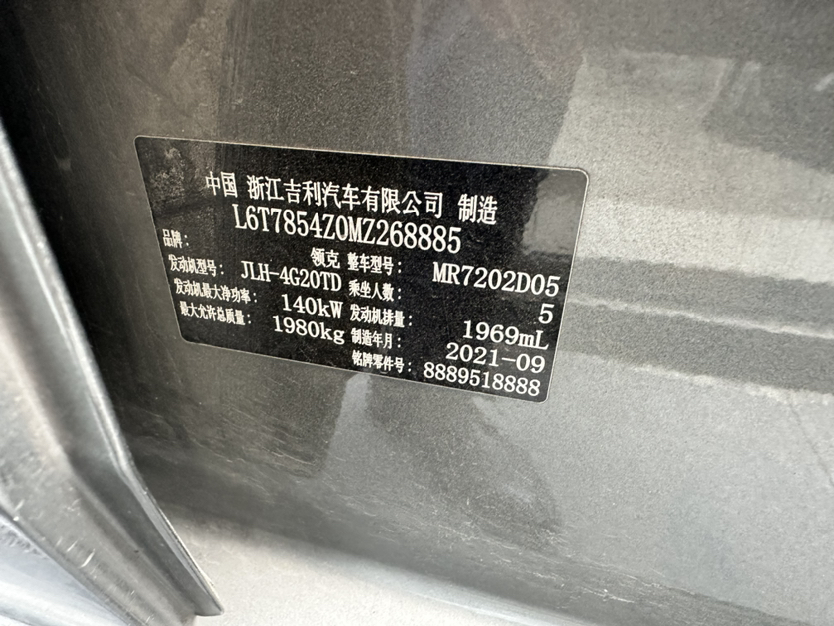 中国 浙江吉利汽车有限公司 制造
L6T7854Z0MZ268885
品牌: 领克 整车型号: MR7202D05
发动机型号: JLH-4G20TD 乘坐人数: 5
发动机最大净功率: 140kW 发动机排量: 1969mL
最大允许总质量: 1980kg 制造年月: 2021-09
铭牌零件号: 8889518888